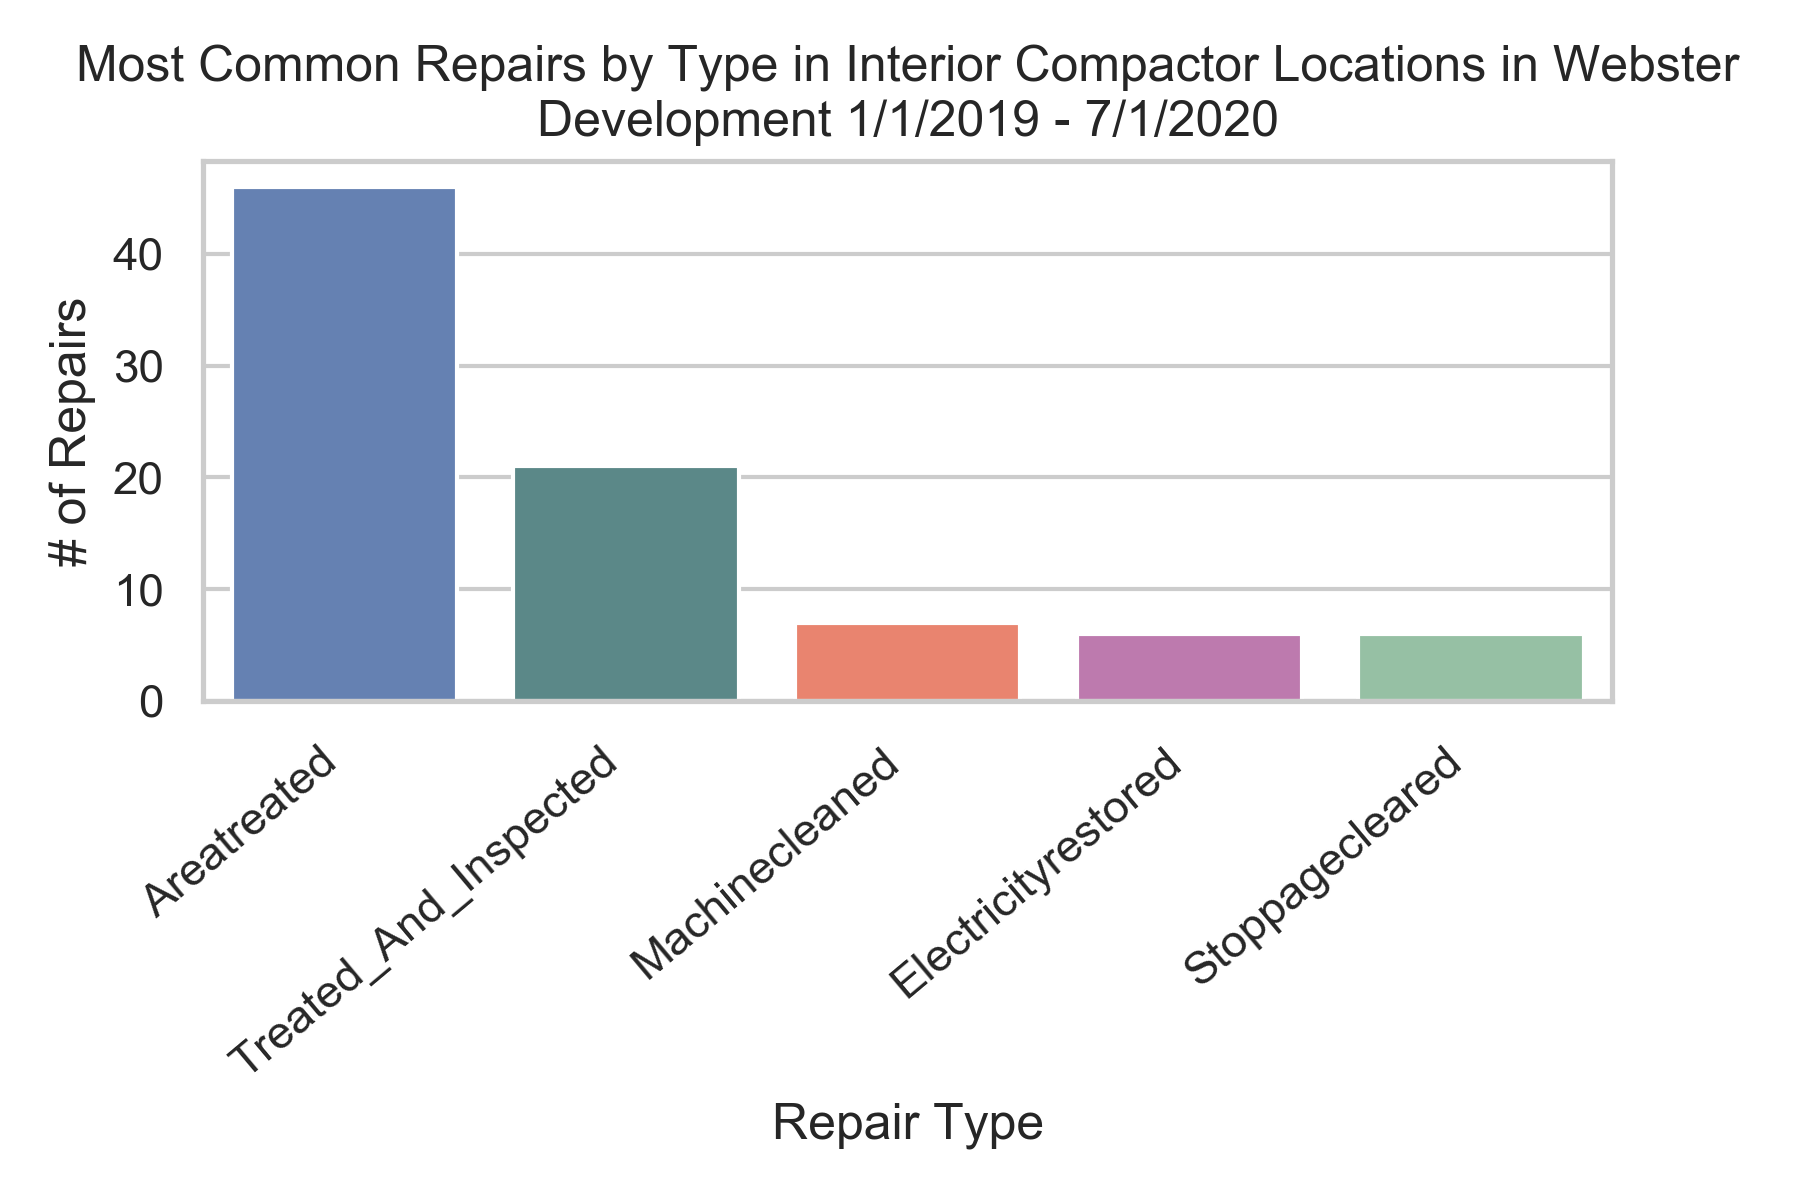 Most Common Repairs by Type in Interior Compactor Locations in Webster
Development 1/1/2019 - 7/1/2020
# of Repairs
40
30
20
10
0
Areatreated
Treated_And_Inspected
Machinecleaned
Electricityrestored
Stoppagecleared
Repair Type